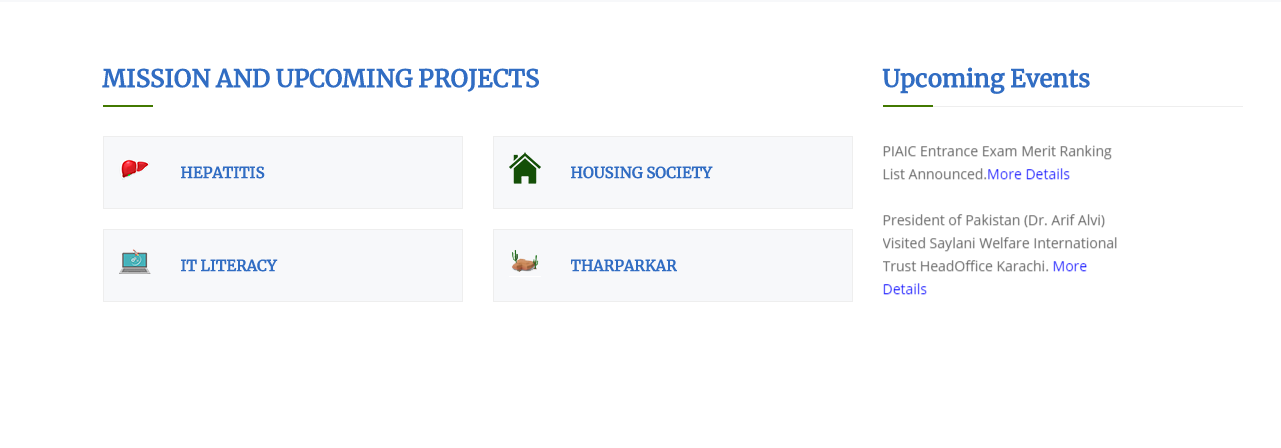 MISSION AND UPCOMING PROJECTS
HEPATITIS
HOUSING SOCIETY
IT LITERACY
THARPARKAR
Upcoming Events
PIAIC Entrance Exam Merit Ranking
List Announced.More Details
President of Pakistan (Dr. Arif Alvi)
Visited Saylani Welfare International
Trust HeadOffice Karachi. More
Details